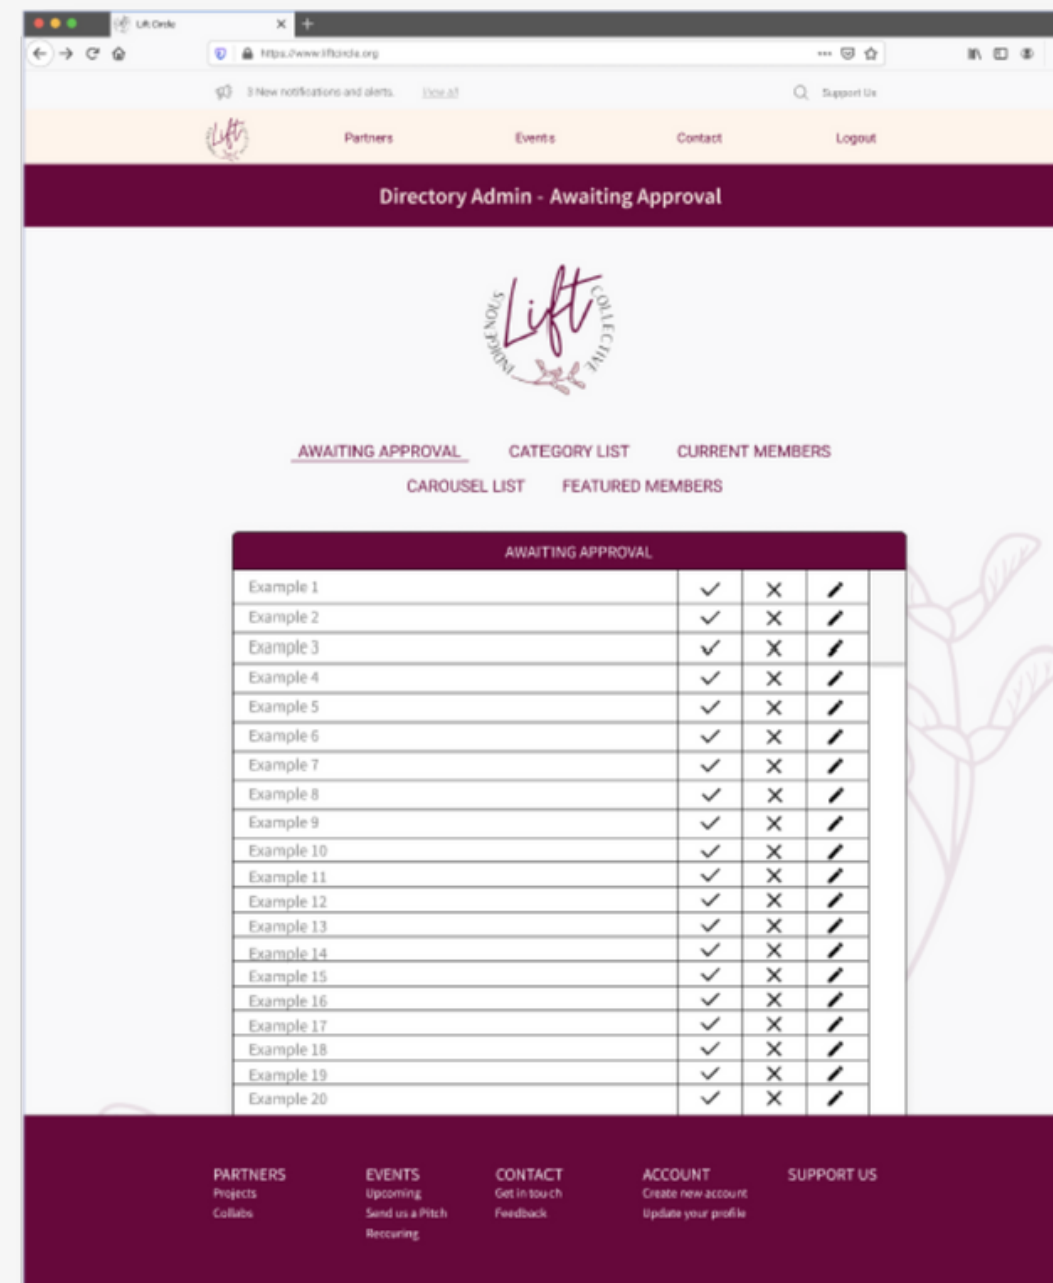 Lift Circle
https://www.liftcircle.org
New notifications and alerts. View all
Support Us
Lift Partners Events Contact Logout
Directory Admin - Awaiting Approval
INDIGENOUS Lift COLLECTIVE
AWAITING APPROVAL CATEGORY LIST CURRENT MEMBERS
CAROUSEL LIST FEATURED MEMBERS
AWAITING APPROVAL
Example 1
Example 2
Example 3
Example 4
Example 5
Example 6
Example 7
Example 8
Example 9
Example 10
Example 11
Example 12
Example 13
Example 14
Example 15
Example 16
Example 17
Example 18
Example 19
Example 20
PARTNERS EVENTS CONTACT ACCOUNT SUPPORT US
Projects Upcoming Get in touch Create new account
Collabs Send us a Pitch Feedback Update your profile
Reccuring